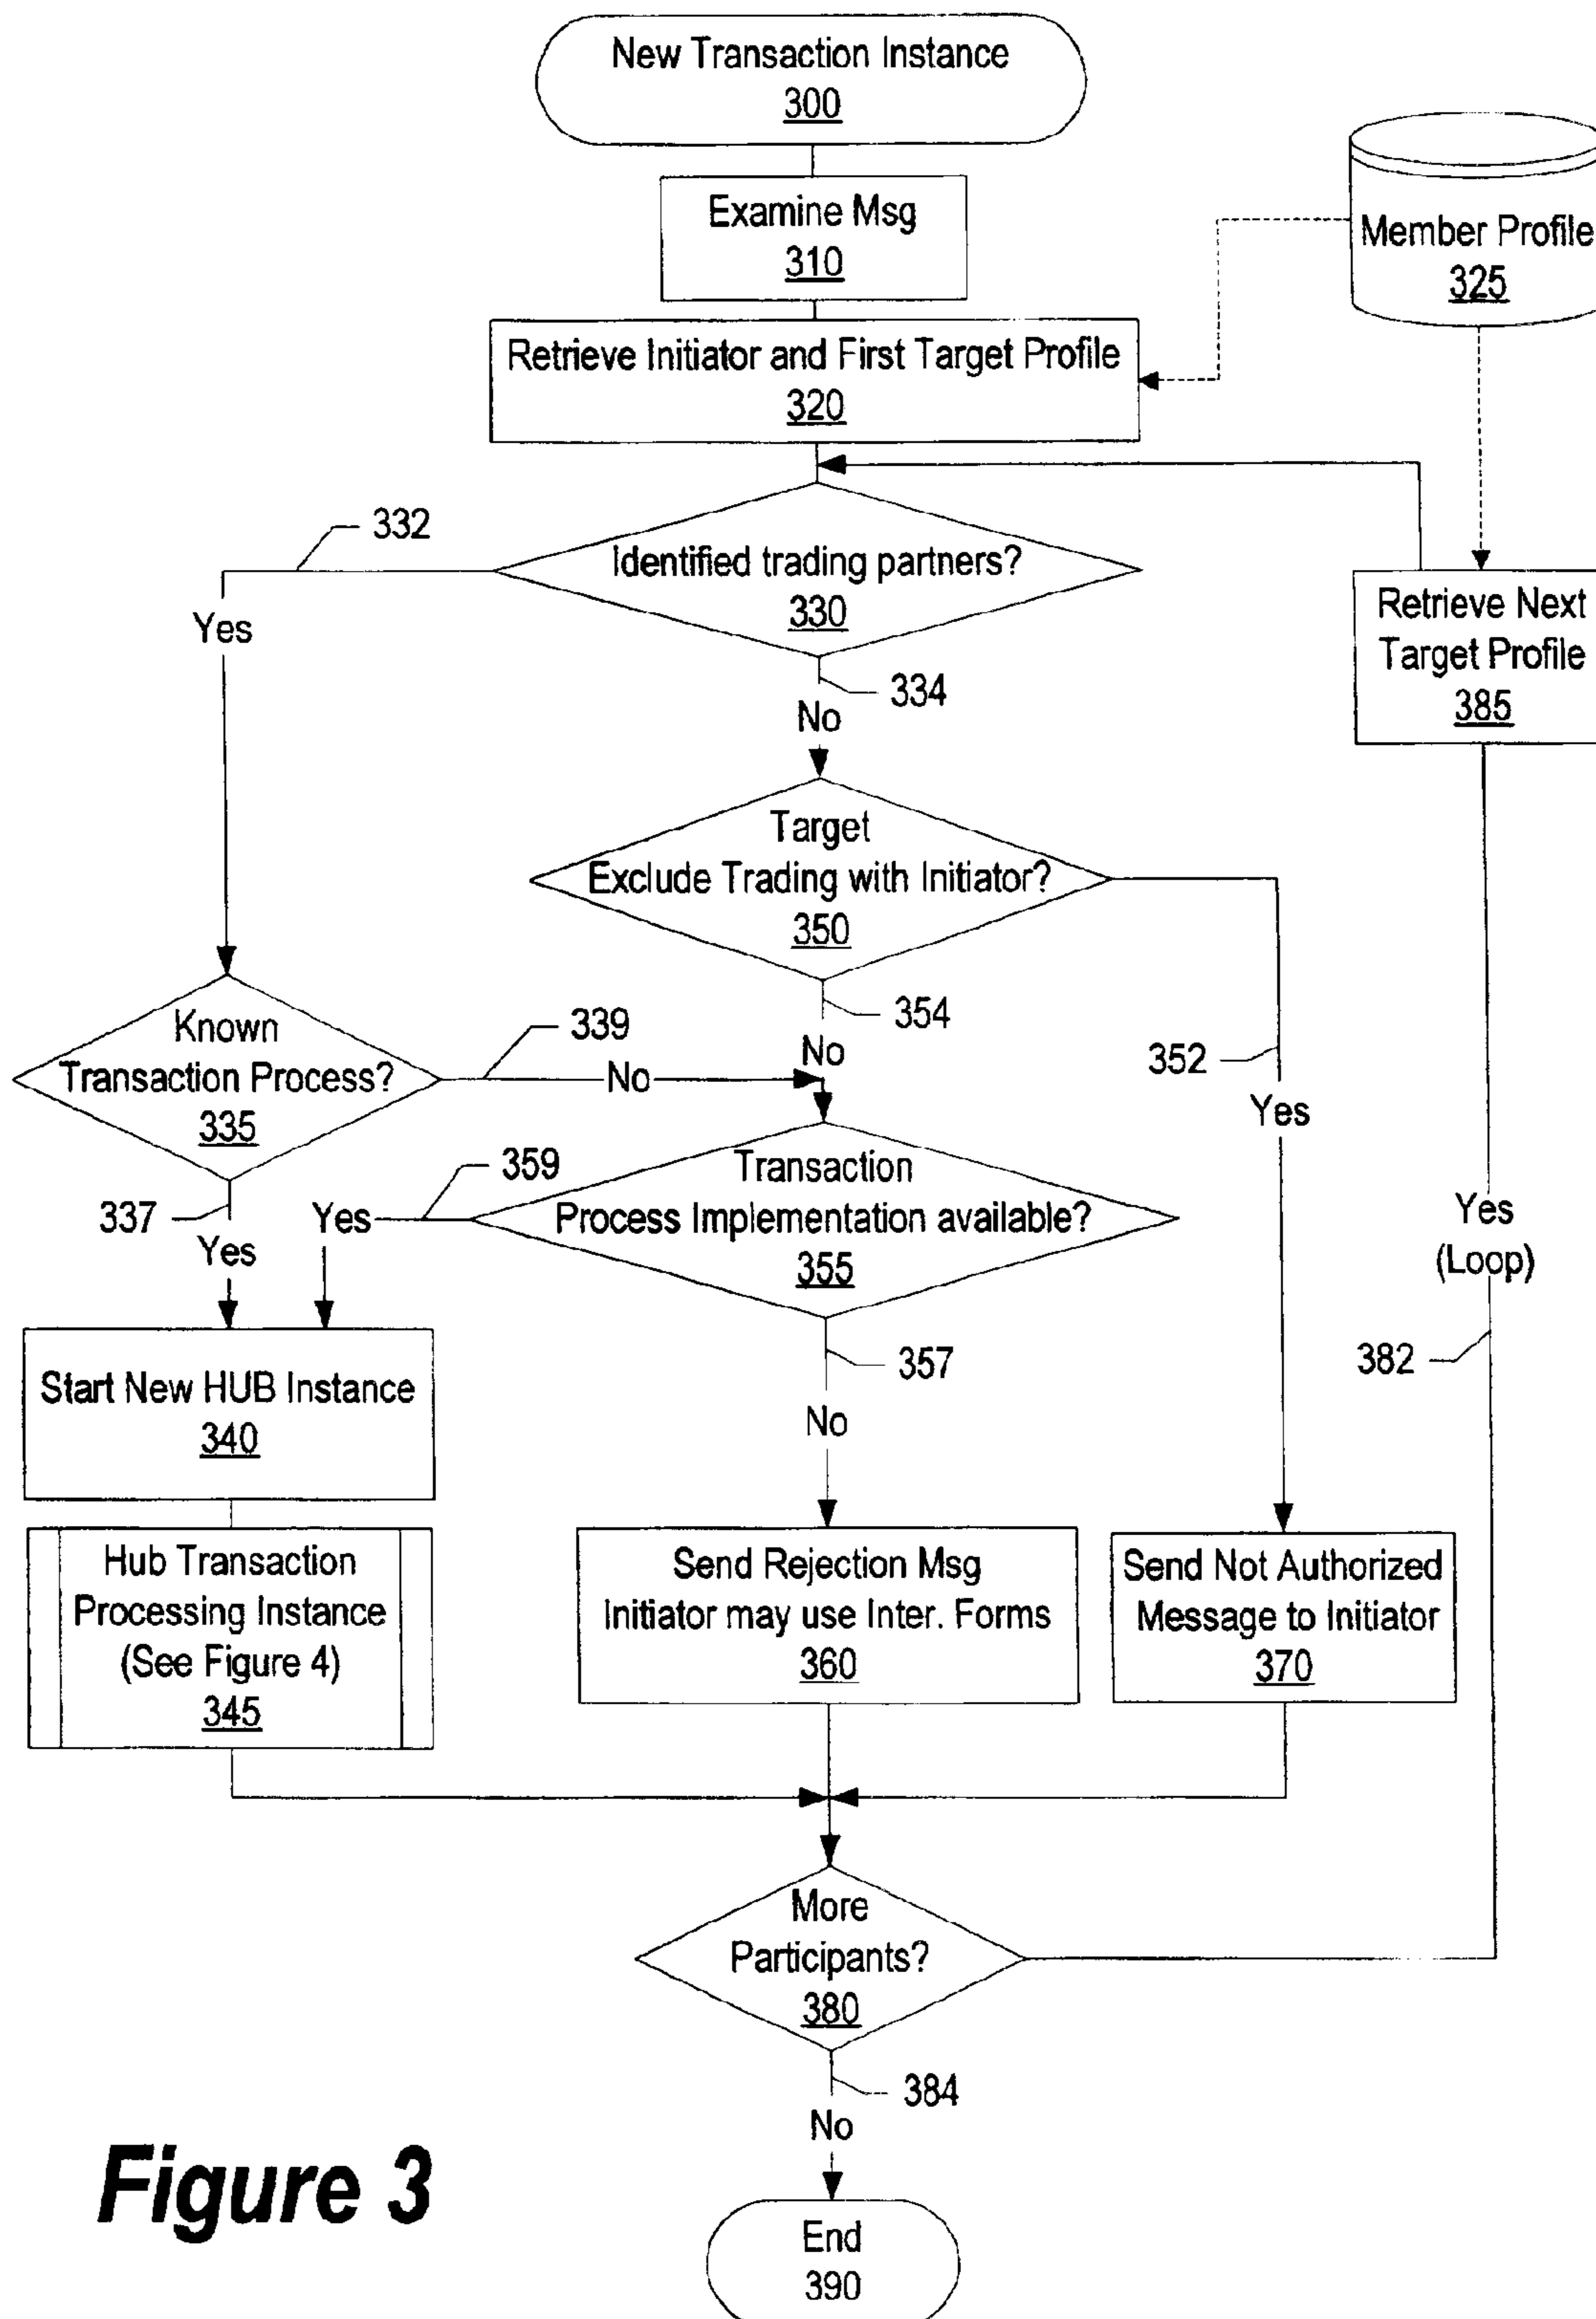 New Transaction Instance
300
Examine Msg
310
Member Profile
325
Retrieve Initiator and First Target Profile
320
332
Identified trading partners?
330
Yes
334
No
Retrieve Next
Target Profile
385
Target
Exclude Trading with Initiator?
350
354
No
352
Yes
Known
Transaction Process?
335
339
No
337
Yes
359
Yes
Transaction
Process Implementation available?
355
357
No
Yes
(Loop)
382
Start New HUB Instance
340
Hub Transaction
Processing Instance
(See Figure 4)
345
Send Rejection Msg
Initiator may use Inter. Forms
360
Send Not Authorized
Message to Initiator
370
More
Participants?
380
384
No
End
390
Figure 3